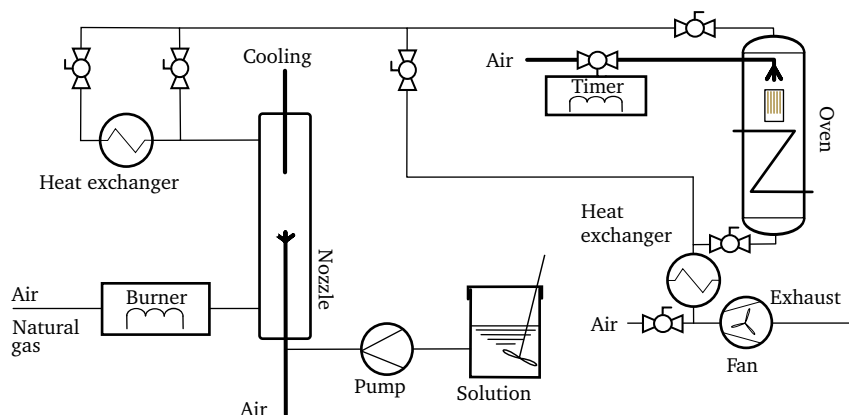 Cooling
Air
Timer
Oven
Heat exchanger
Heat
exchanger
Nozzle
Air
Burner
Natural
gas
Exhaust
Air
Fan
Pump
Solution
Air